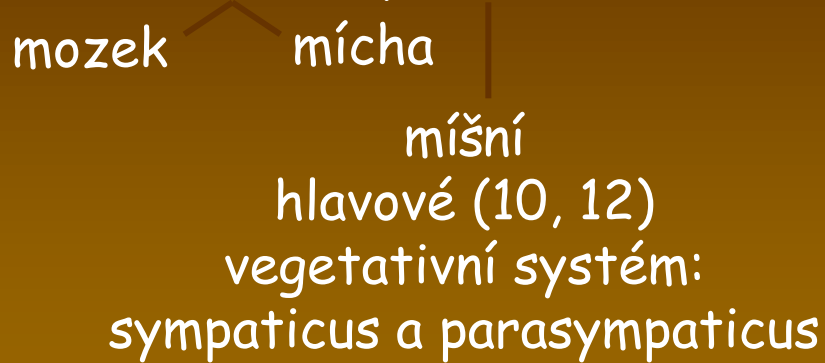 mozek mícha
míšní
hlavové (10, 12)
vegetativní systém:
sympaticus a parasympaticus